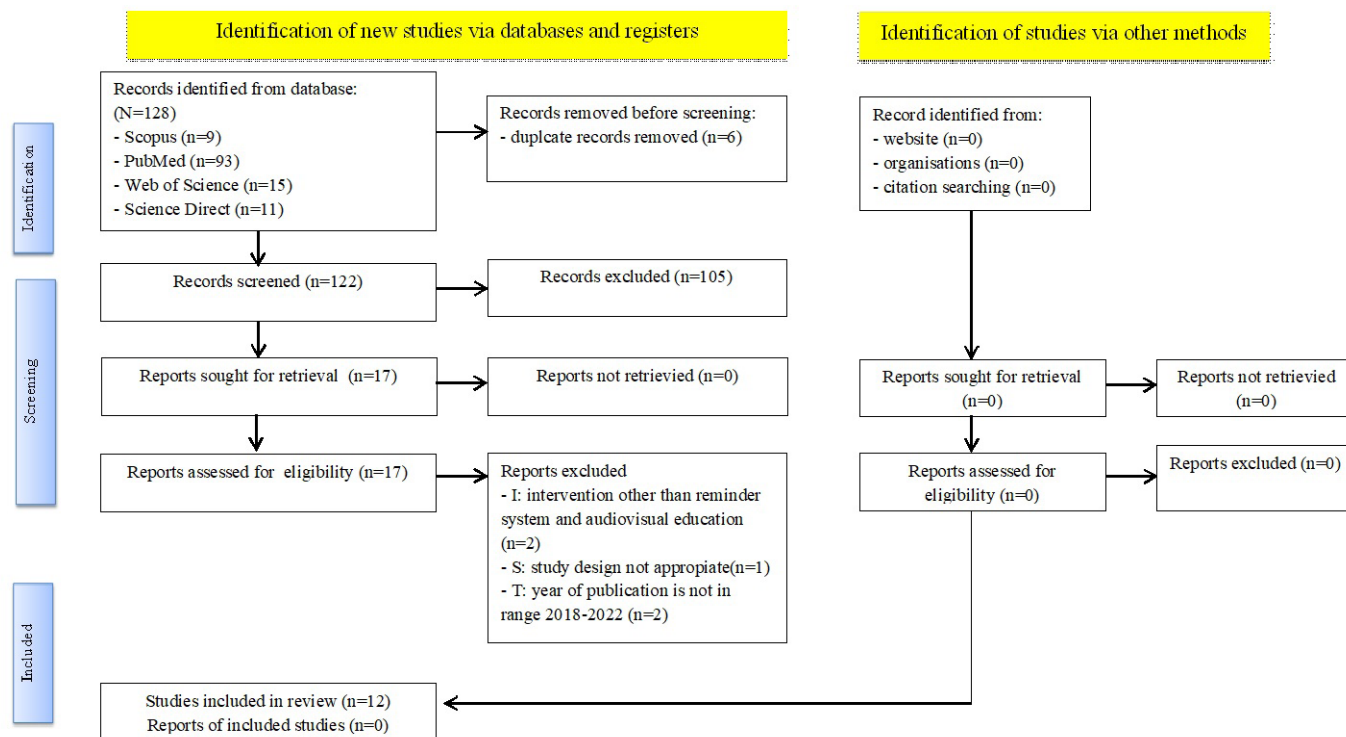 Identification of new studies via databases and registers
Identification of studies via other methods
Identification
Records identified from database:
(N=128)
- Scopus (n=9)
- PubMed (n=93)
- Web of Science (n=15)
- Science Direct (n=11)
Records removed before screening:
- duplcate records removed (n=6)
Record identified from:
- website (n=0)
- organisations (n=0)
- citation searching (n=0)
Screening
Records screened (n=122)
Records excluded (n=105)
Reports sought for retrieval (n=17)
Reports not retrievied (n=0)
Reports sought for retrieval
(n=0)
Reports not retrievied
(n=0)
Reports assessed for eligibility (n=17)
Reports excluded
- I: intervention other than reminder
system and audiovisual education
(n=2)
- S: study design not appropiate(n=1)
- T: year of publication is not in
range 2018-2022 (n=2)
Reports assessed for
eligibility (n=0)
Reports excluded (n=0)
Included
Studies included in review (n=12)
Reports of included studies (n=0)